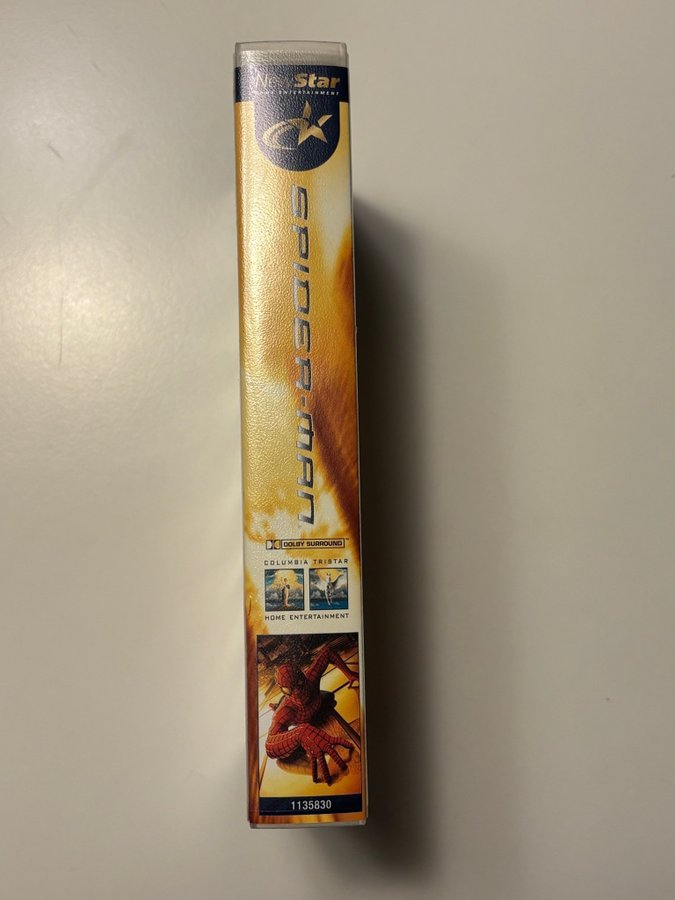 New Star
HOME ENTERTAINMENT
SPIDER-MAN
DOLBY SURROUND
COLUMBIA TRISTAR
HOME ENTERTAINMENT
1135830